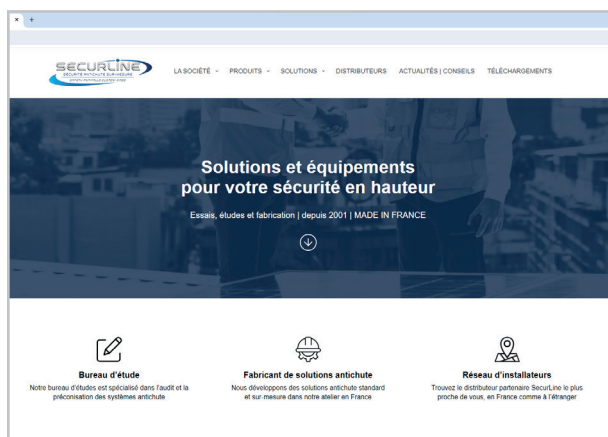 × +
SECURLINE
SÉCURITÉ ANTICHUTE SUR-MESURE
LA SOCIÉTÉ PRODUITS SOLUTIONS DISTRIBUTEURS ACTUALITÉS | CONSEILS TÉLÉCHARGEMENTS
Solutions et équipements
pour votre sécurité en hauteur
Essais, études et fabrication | depuis 2001 | MADE IN FRANCE
Bureau d'étude
Notre bureau d'études est spécialisé dans l'audit et la
préconisation des systèmes antichute
Fabricant de solutions antichute
Nous développons des solutions antichute standard
et sur-mesure dans notre atelier en France
Réseau d'installateurs
Trouvez le distributeur partenaire SecurLine le plus
proche de vous, en France comme à l'étranger